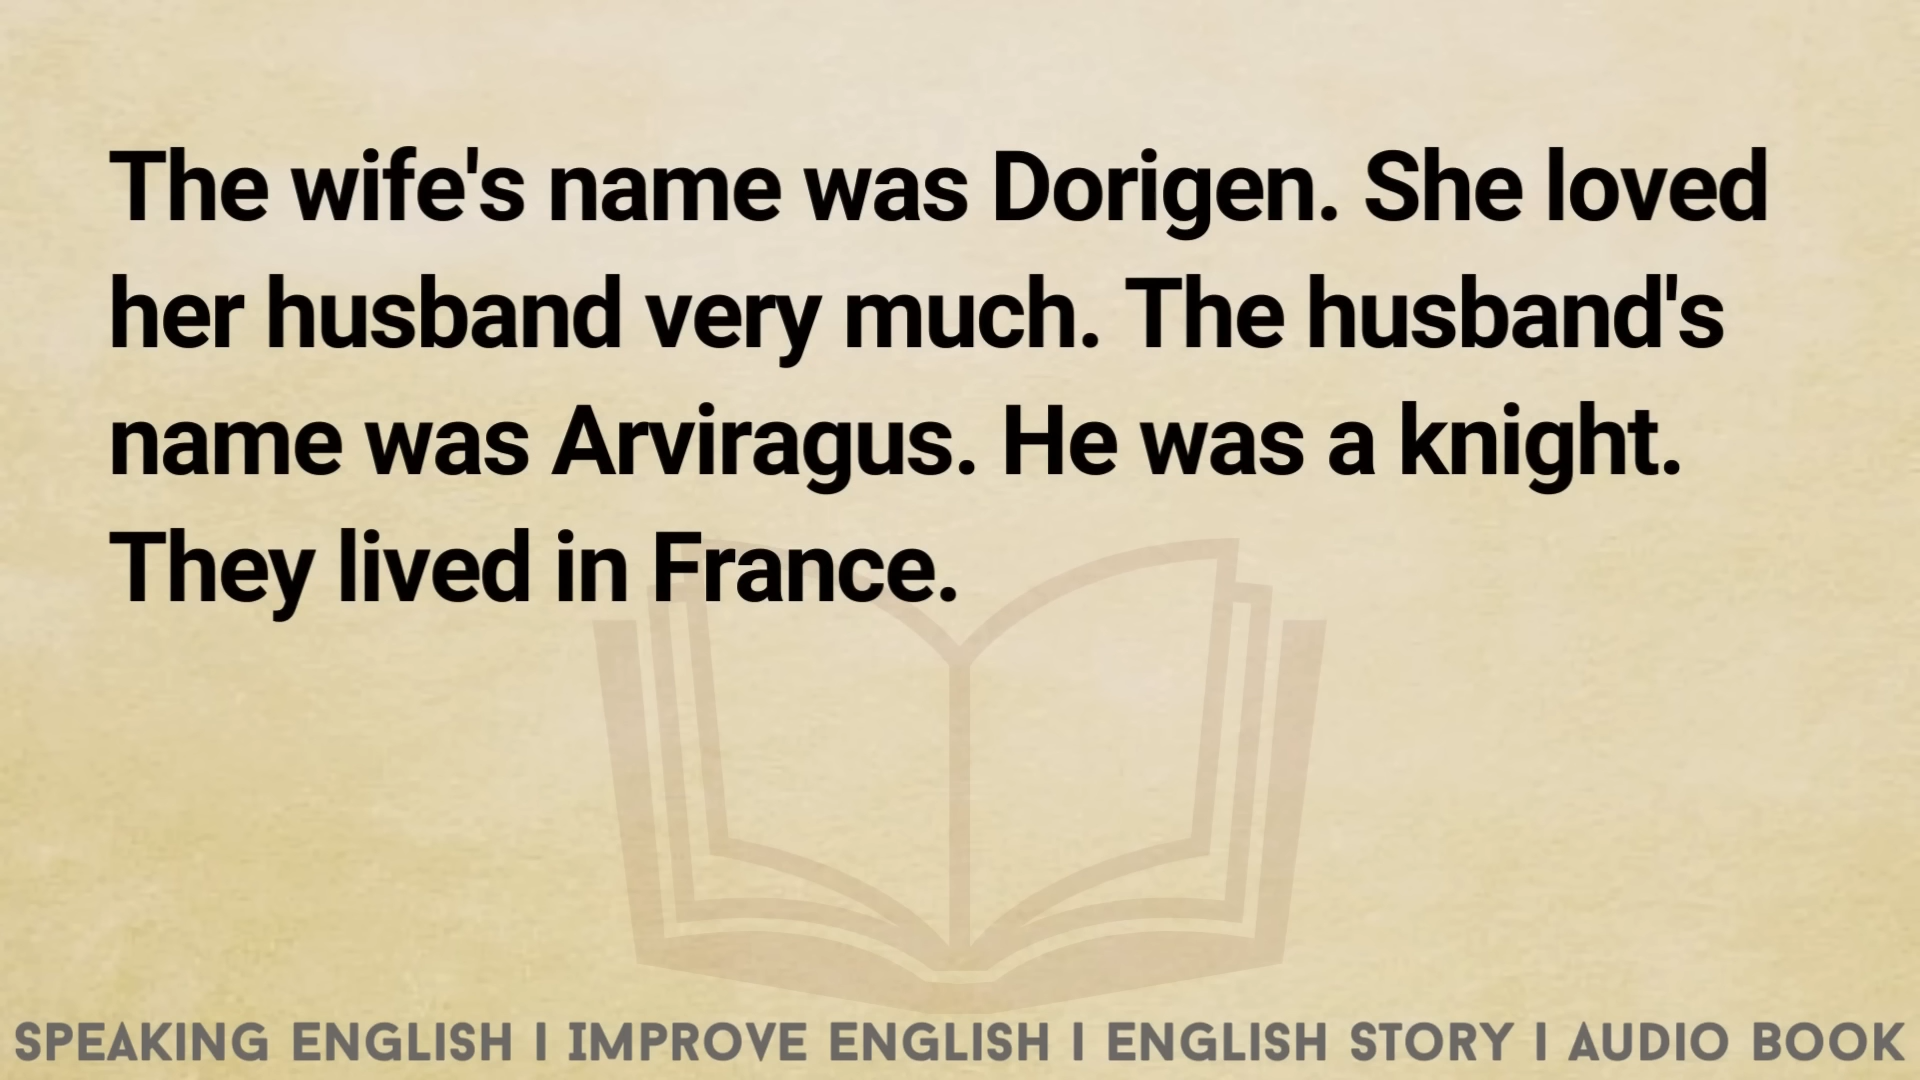 The wife's name was Dorigen. She loved
her husband very much. The husband's
name was Arviragus. He was a knight.
They lived in France.
SPEAKING ENGLISH I IMPROVE ENGLISH I ENGLISH STORY I AUDIO BOOK